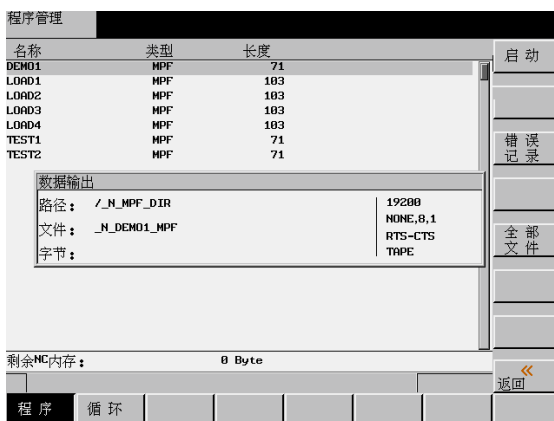 程序管理
名称 类型 长度
DEMO1 MPF 71
LOAD1 MPF 103
LOAD2 MPF 103
LOAD3 MPF 103
LOAD4 MPF 103
TEST1 MPF 71
TEST2 MPF 71
数据输出
路径: /_N_MPF_DIR 19200
NONE,8,1
文件: _N_DEMO1_MPF
RTS-CTS
字节: TAPE
剩余NC内存: 0 Byte
启动
错误
记录
全部
文件
«
返回
程序 循环